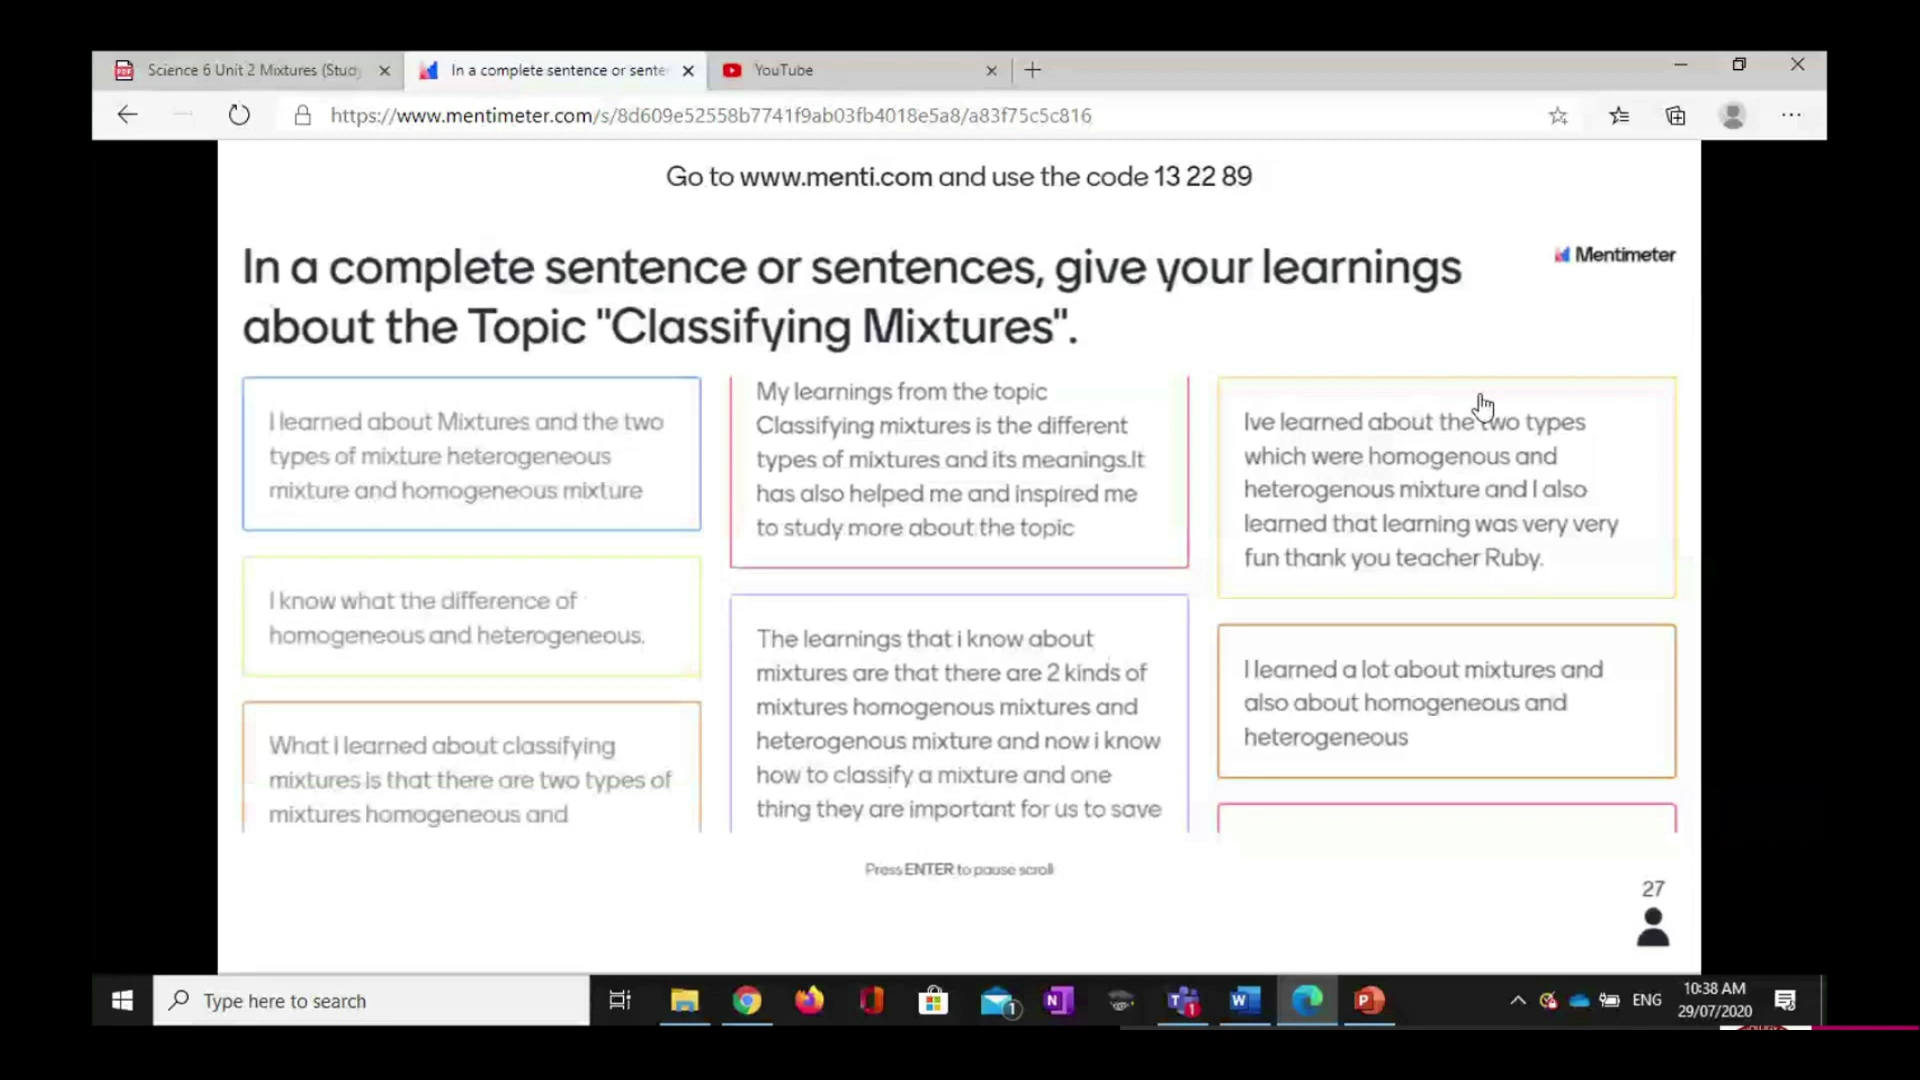 Science 6 Unit 2 Mixtures (Stud
In a complete sentence or sente
YouTube
https://www.mentimeter.com/s/8d609e52558b7741f9ab03fb4018e5a8/a83f75c5c816
Go to www.menti.com and use the code 13 22 89
In a complete sentence or sentences, give your learnings
about the Topic "Classifying Mixtures".
Mentimeter
I learned about Mixtures and the two
types of mixture heterogeneous
mixture and homogeneous mixture
I know what the difference of
homogeneous and heterogeneous.
What I learned about classifying
mixtures is that there are two types of
mixtures homogeneous and
My learnings from the topic
Classifying mixtures is the different
types of mixtures and its meanings.It
has also helped me and inspired me
to study more about the topic
The learnings that i know about
mixtures are that there are 2 kinds of
mixtures homogenous mixtures and
heterogenous mixture and now i know
how to classify a mixture and one
thing they are important for us to save
Ive learned about the two types
which were homogenous and
heterogenous mixture and I also
learned that learning was very very
fun thank you teacher Ruby.
I learned a lot about mixtures and
also about homogeneous and
heterogeneous
Press ENTER to pause scroll
27
Type here to search
ENG
10:38 AM
29/07/2020